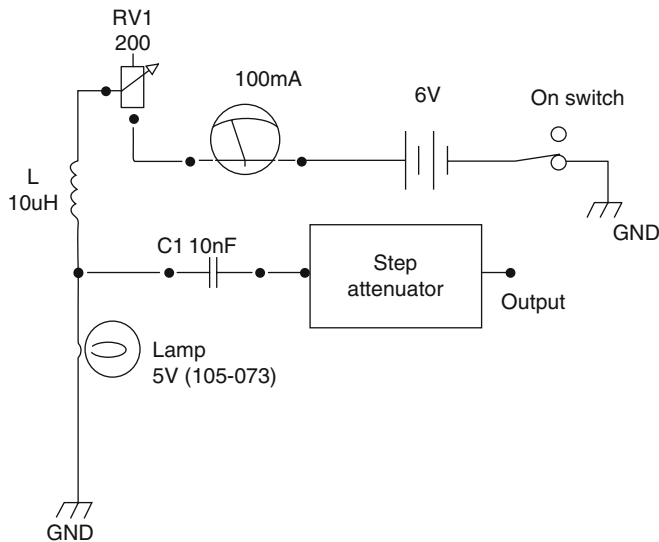 RV1
200
100mA
6V
On switch
L
10uH
GND
C1 10nF
Step
attenuator
Output
Lamp
5V (105-073)
GND